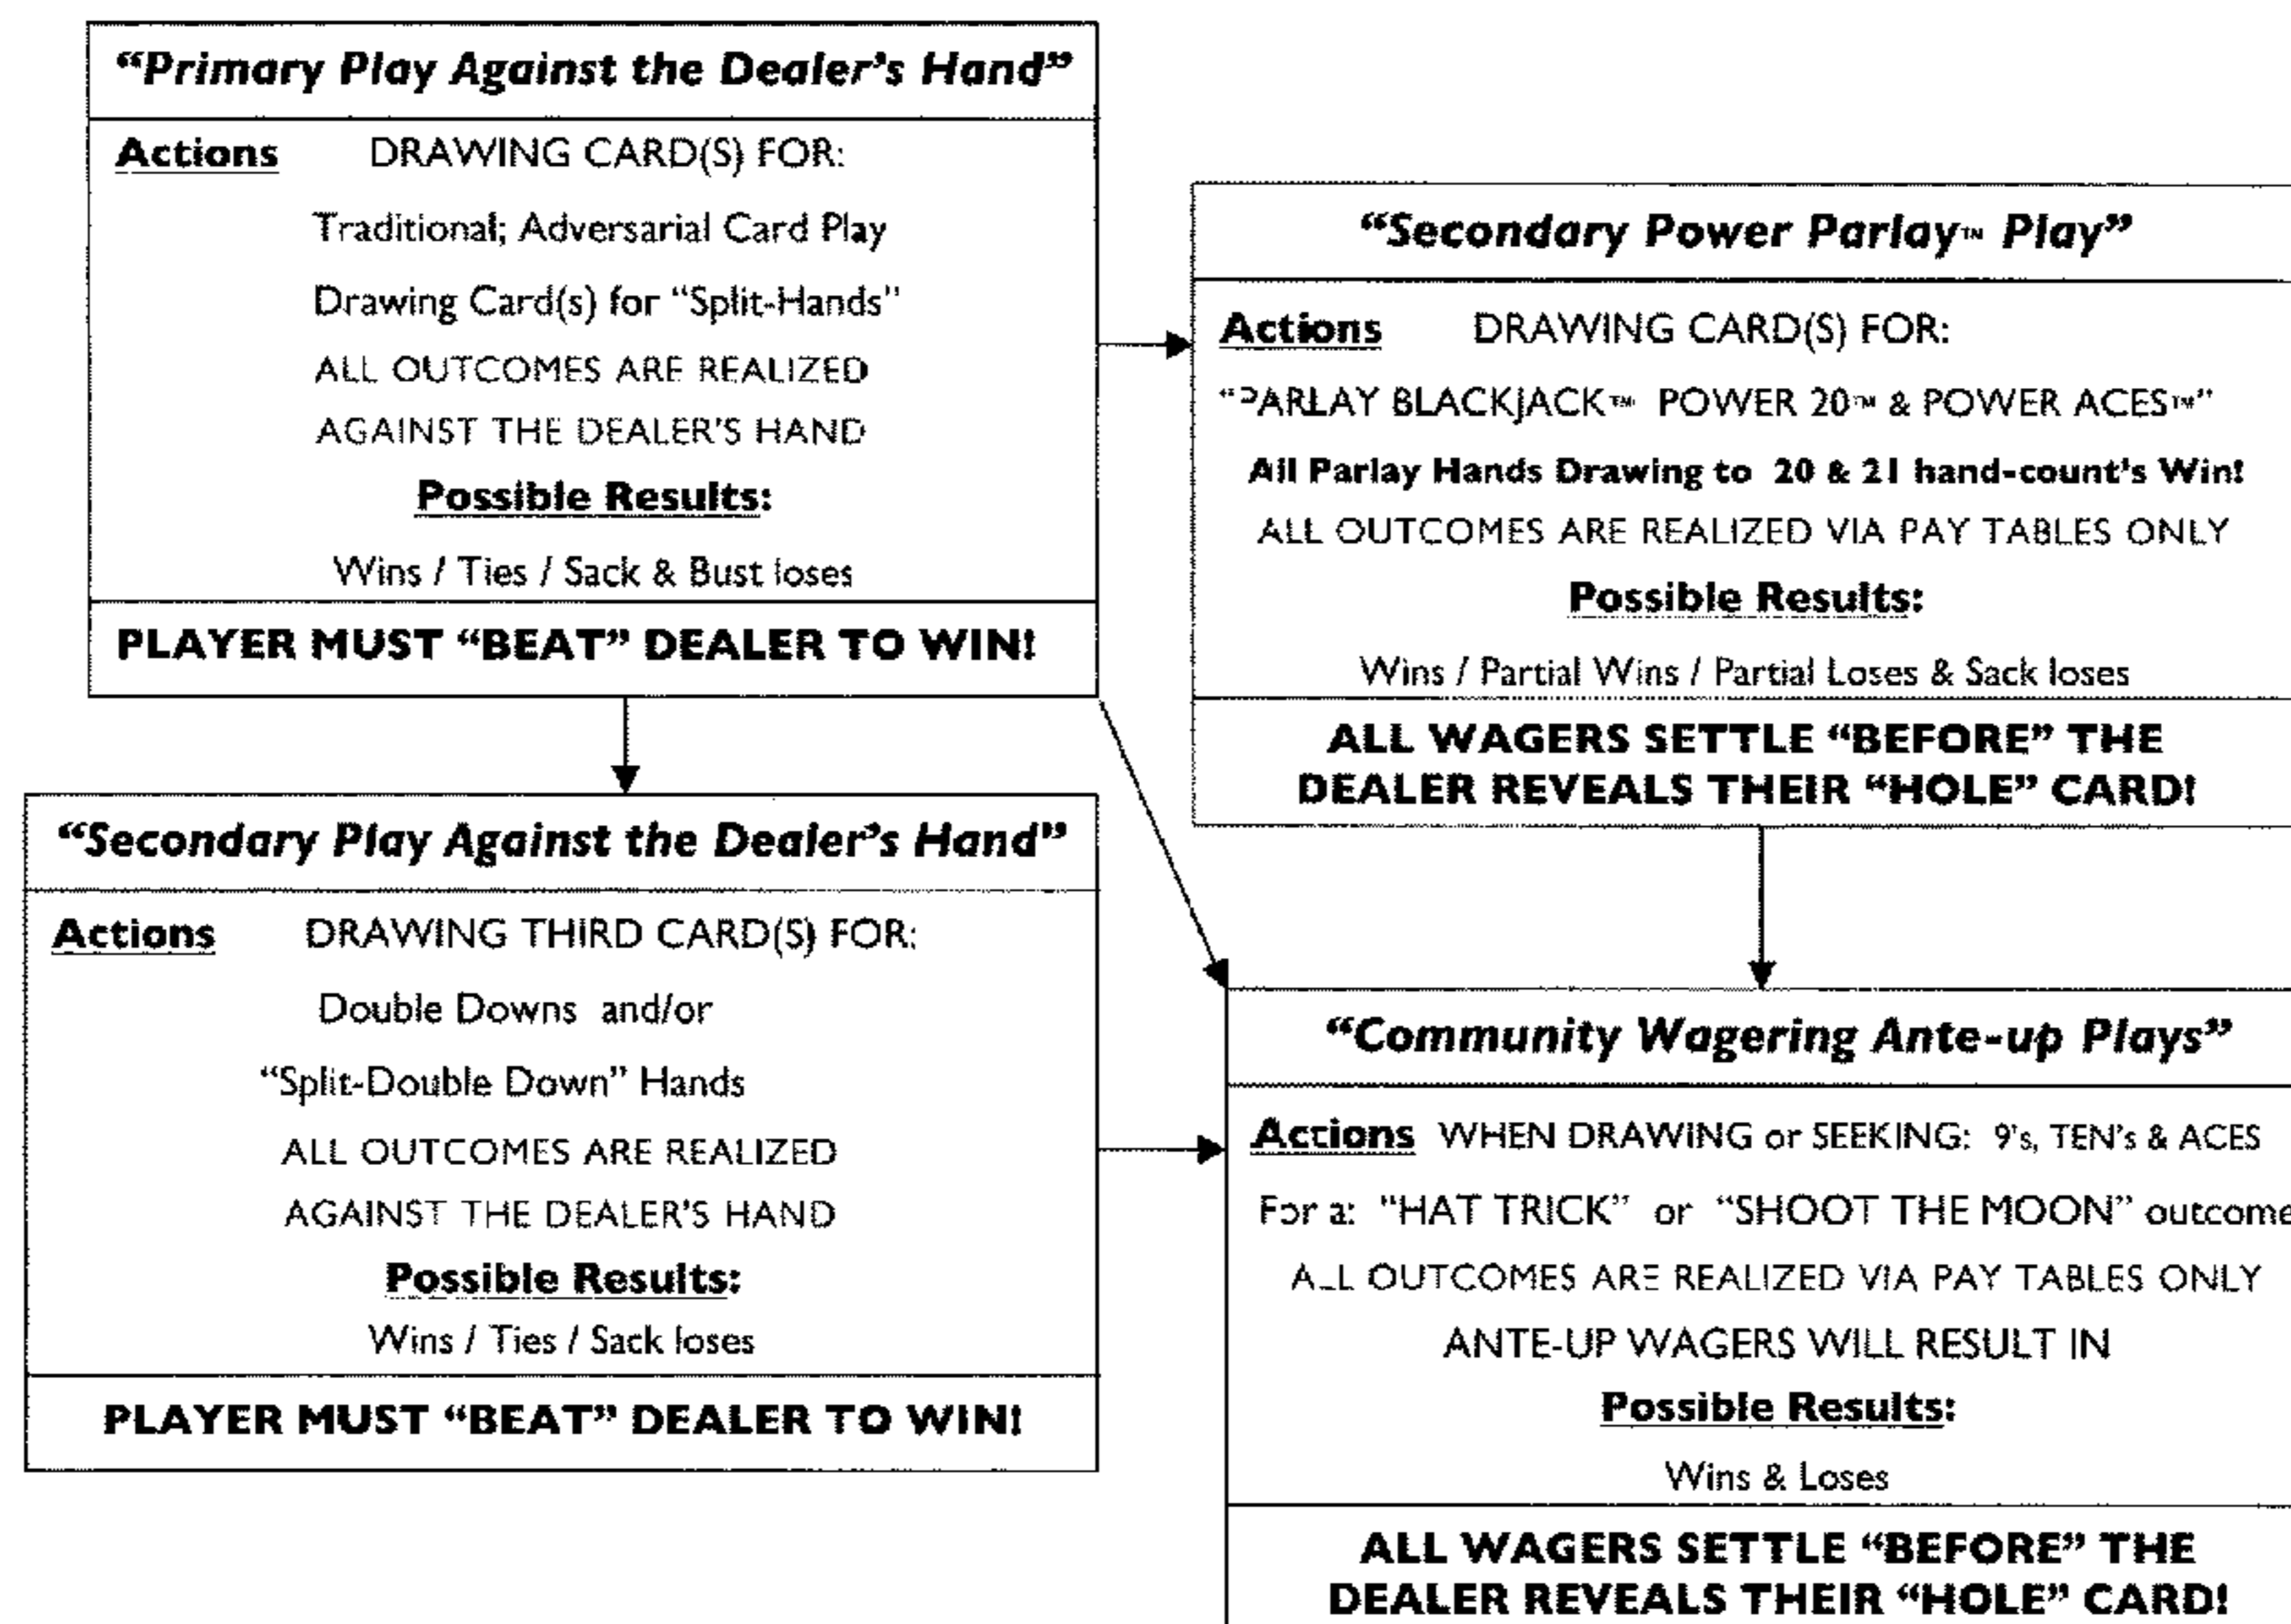 “Primary Play Against the Dealer’s Hand”
Actions DRAWING CARD(S) FOR:
Traditional; Adversarial Card Play
Drawing Card(s) for “Split-Hands”
ALL OUTCOMES ARE REALIZED
AGAINST THE DEALER’S HAND
Possible Results:
Wins / Ties / Sack & Bust loses
PLAYER MUST “BEAT” DEALER TO WIN!
“Secondary Power Parlay™ Play”
Actions DRAWING CARD(S) FOR:
“PARLAY BLACKJACK™ POWER 20™ & POWER ACES™”
All Parlay Hands Drawing to 20 & 21 hand-count’s Win!
ALL OUTCOMES ARE REALIZED VIA PAY TABLES ONLY
Possible Results:
Wins / Partial Wins / Partial Loses & Sack loses
ALL WAGERS SETTLE “BEFORE” THE
DEALER REVEALS THEIR “HOLE” CARD!
“Secondary Play Against the Dealer’s Hand”
Actions DRAWING THIRD CARD(S) FOR:
Double Downs and/or
“Split-Double Down” Hands
ALL OUTCOMES ARE REALIZED
AGAINST THE DEALER’S HAND
Possible Results:
Wins / Ties / Sack loses
PLAYER MUST “BEAT” DEALER TO WIN!
“Community Wagering Ante-up Plays”
Actions WHEN DRAWING or SEEKING: 9’s, TEN’s & ACES
For a: “HAT TRICK” or “SHOOT THE MOON” outcome
ALL OUTCOMES ARE REALIZED VIA PAY TABLES ONLY
ANTE-UP WAGERS WILL RESULT IN
Possible Results:
Wins & Loses
ALL WAGERS SETTLE “BEFORE” THE
DEALER REVEALS THEIR “HOLE” CARD!